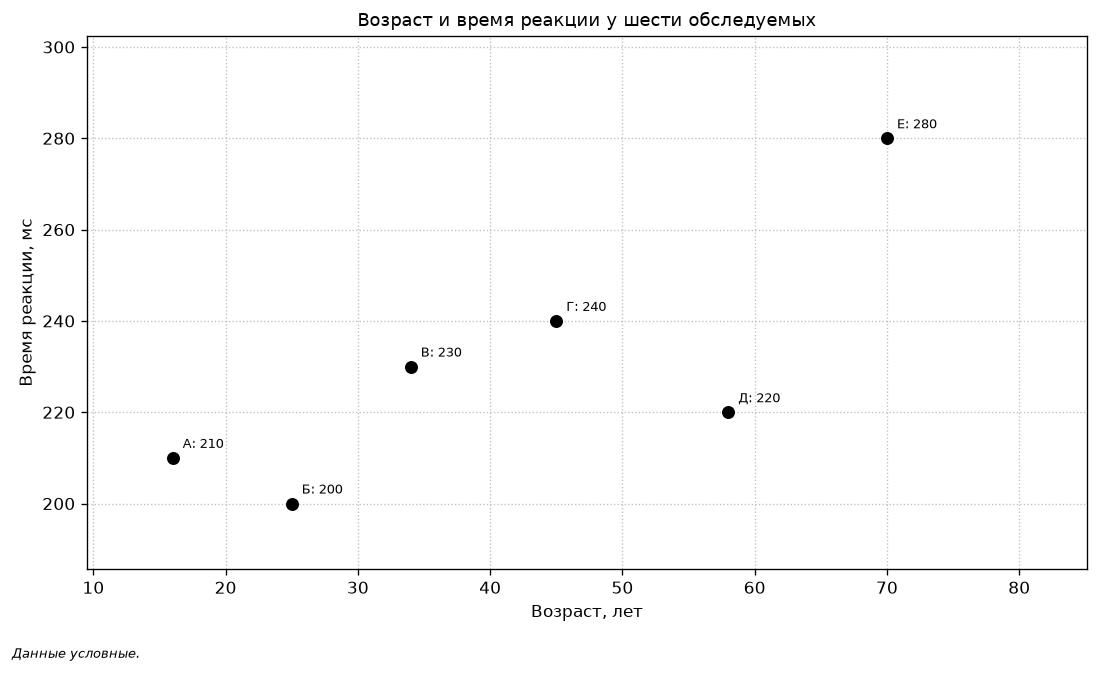 Возраст и время реакции у шести обследуемых
Время реакции, мс
300
280
260
240
220
200
Е: 280
Г: 240
В: 230
Д: 220
А: 210
Б: 200
10 20 30 40 50 60 70 80
Возраст, лет
Данные условные.